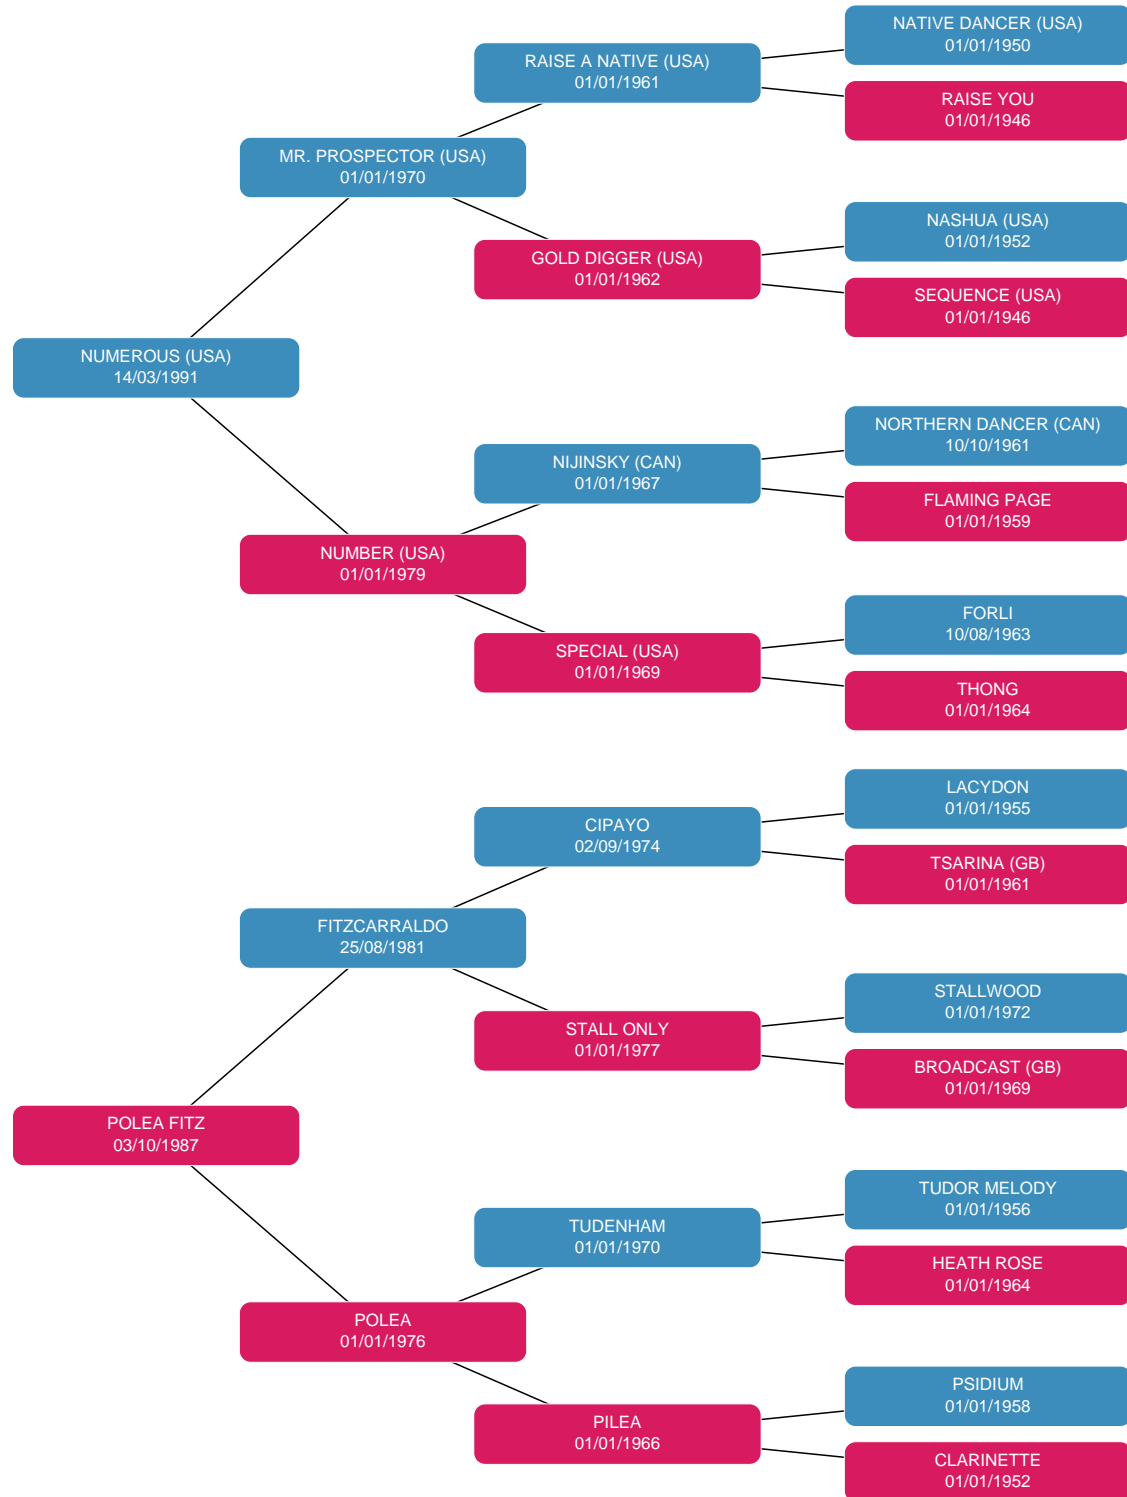 NATIVE DANCER (USA)
01/01/1950
RAISE A NATIVE (USA)
01/01/1961
RAISE YOU
01/01/1946
MR. PROSPECTOR (USA)
01/01/1970
NASHUA (USA)
01/01/1952
GOLD DIGGER (USA)
01/01/1962
SEQUENCE (USA)
01/01/1946
NUMEROUS (USA)
14/03/1991
NORTHERN DANCER (CAN)
10/10/1961
NIJINSKY (CAN)
01/01/1967
FLAMING PAGE
01/01/1959
NUMBER (USA)
01/01/1979
FORLI
10/08/1963
SPECIAL (USA)
01/01/1969
THONG
01/01/1964
LACYDON
01/01/1955
CIPAYO
02/09/1974
TSARINA (GB)
01/01/1961
FITZCARRALDO
25/08/1981
STALLWOOD
01/01/1972
STALL ONLY
01/01/1977
BROADCAST (GB)
01/01/1969
POLEA FITZ
03/10/1987
TUDOR MELODY
01/01/1956
TUDENHAM
01/01/1970
HEATH ROSE
01/01/1964
POLEA
01/01/1976
PSIDIUM
01/01/1958
PILEA
01/01/1966
CLARINETTE
01/01/1952